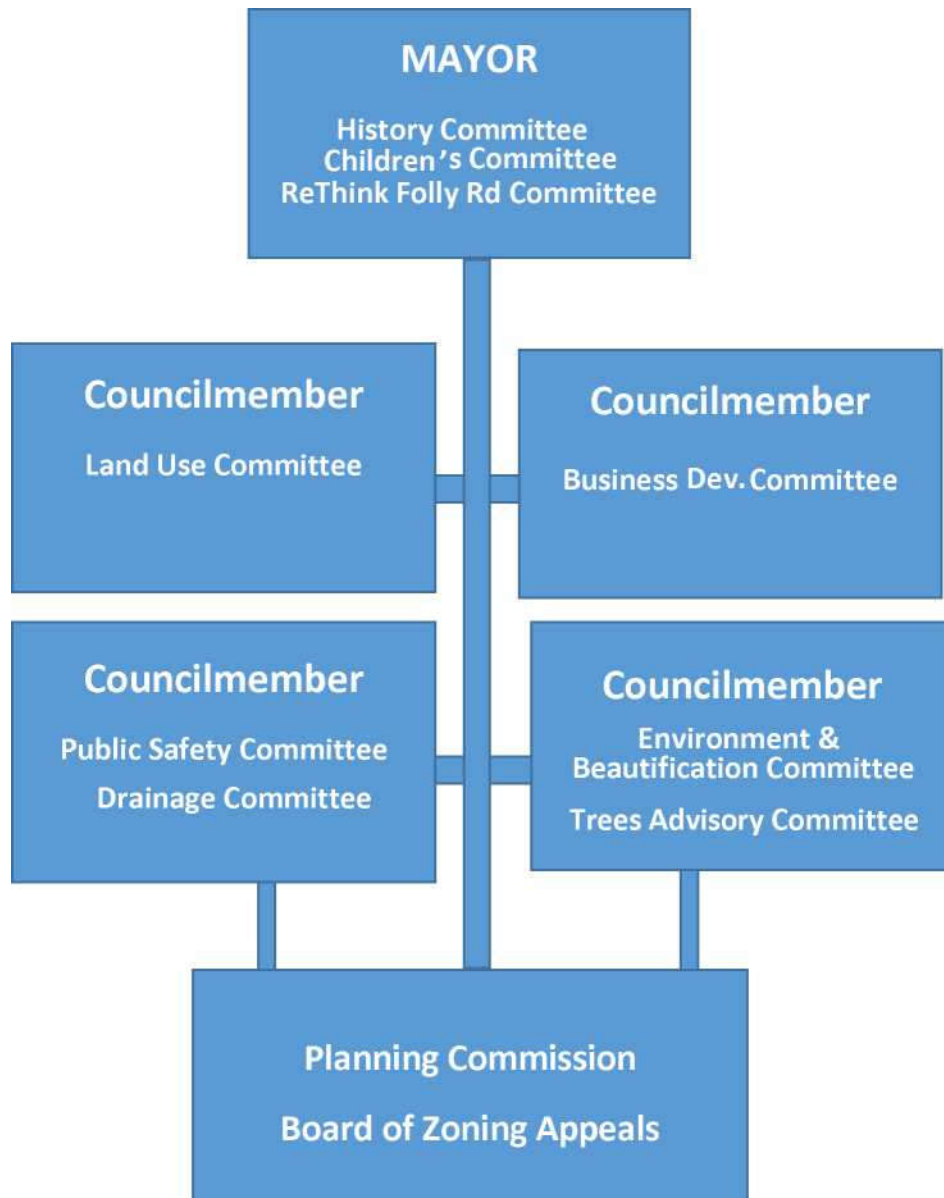 MAYOR
History Committee
Children's Committee
ReThink Folly Rd Committee
Councilmember
Land Use Committee
Councilmember
Business Dev. Committee
Councilmember
Public Safety Committee
Drainage Committee
Councilmember
Environment &
Beautification Committee
Trees Advisory Committee
Planning Commission
Board of Zoning Appeals